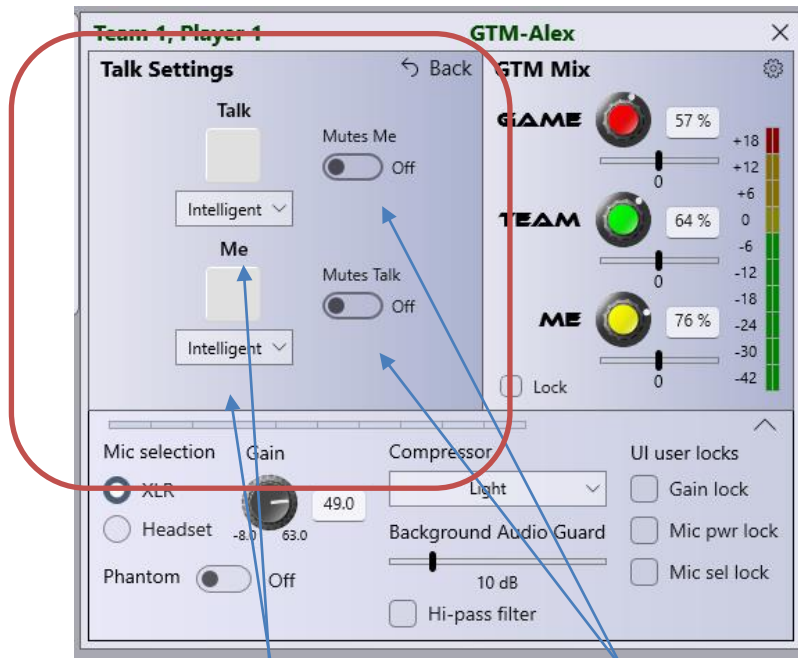 Team 1, Player 1 GTM-Alex
Talk Settings Back GTM Mix
Talk
Mutes Me
Off
Intelligent
Me
Mutes Talk
Off
Intelligent
GAME 57 %
0
TEAM 64 %
0
ME 76 %
0
Lock
+18
+12
+6
0
-6
-12
-18
-24
-30
-42
Mic selection Gain
XLR
Headset
49.0
-8.0 63.0
Phantom Off
Compressor
Light
Background Audio Guard
10 dB
Hi-pass filter
UI user locks
Gain lock
Mic pwr lock
Mic sel lock